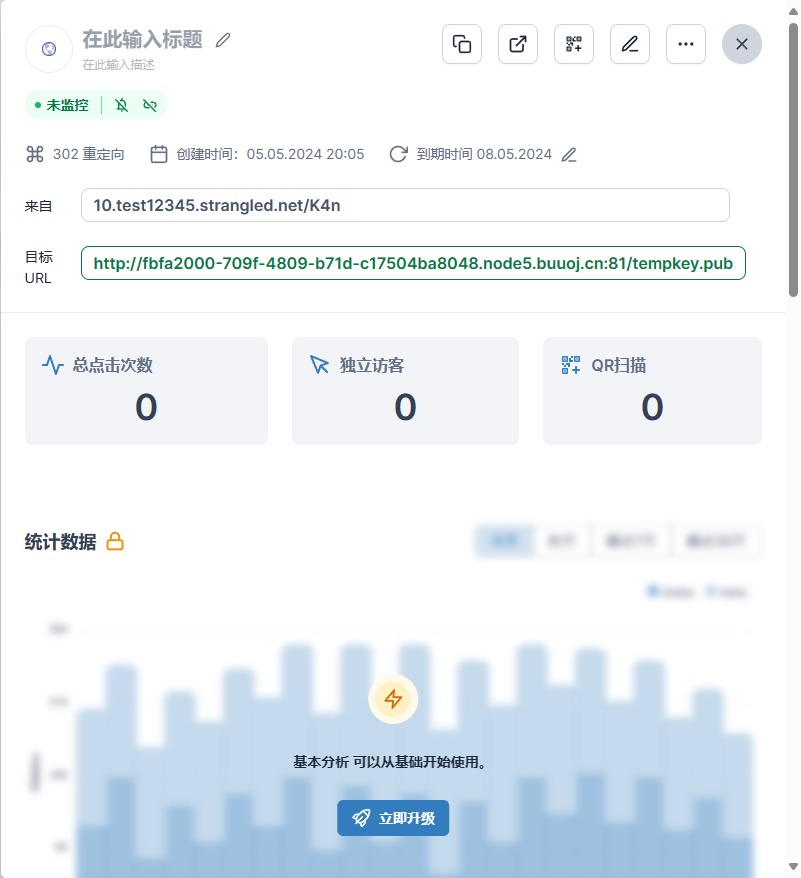 在此输入标题
在此输入描述
未监控
302 重定向 创建时间：05.05.2024 20:05 到期时间 08.05.2024
来自 10.test12345.strangled.net/K4n
目标 URL http://fbfa2000-709f-4809-b71d-c17504ba8048.node5.buuoj.cn:81/tempkey.pub
总点击次数 独立访客 QR扫描
0 0 0
统计数据
基本分析 可以从基础开始使用。
立即升级